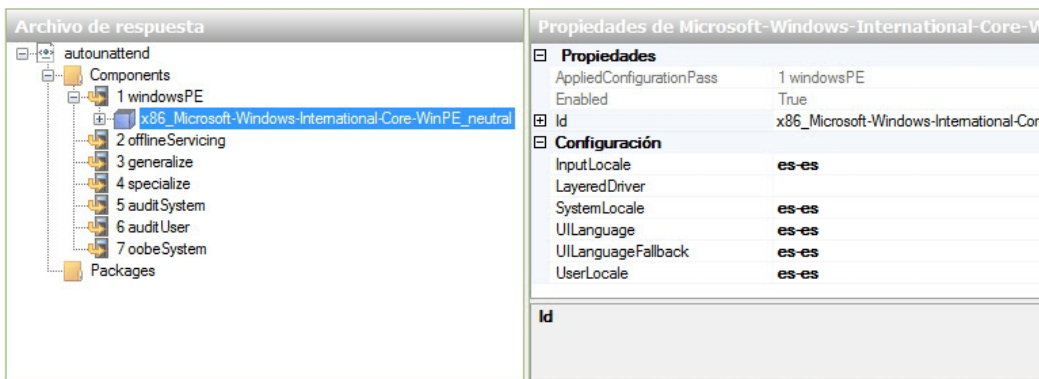 Archivo de respuesta
autounattend
Components
1 windowsPE
x86_Microsoft-Windows-International-Core-WinPE_neutral
2 offlineServicing
3 generalize
4 specialize
5 auditSystem
6 auditUser
7 oobeSystem
Packages
Propiedades de Microsoft-Windows-International-Core-W
Propiedades
AppliedConfigurationPass 1 windowsPE
Enabled True
Id x86_Microsoft-Windows-International-Cor
Configuración
InputLocale es-es
LayeredDriver
SystemLocale es-es
UILanguage es-es
UILanguageFallback es-es
UserLocale es-es
Id